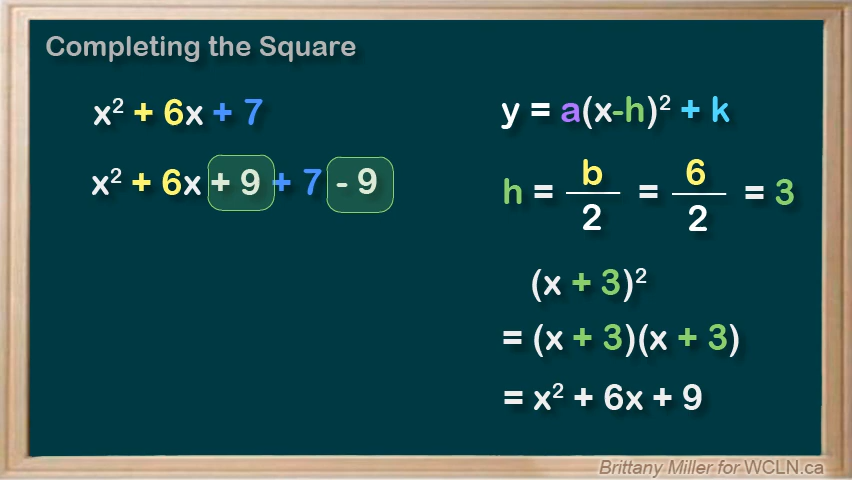 Completing the Square
x² + 6x + 7
x² + 6x + 9 + 7 - 9
y = a(x-h)² + k
h = b/2 = 6/2 = 3
(x + 3)²
= (x + 3)(x + 3)
= x² + 6x + 9
Brittany Miller for WCLN.ca